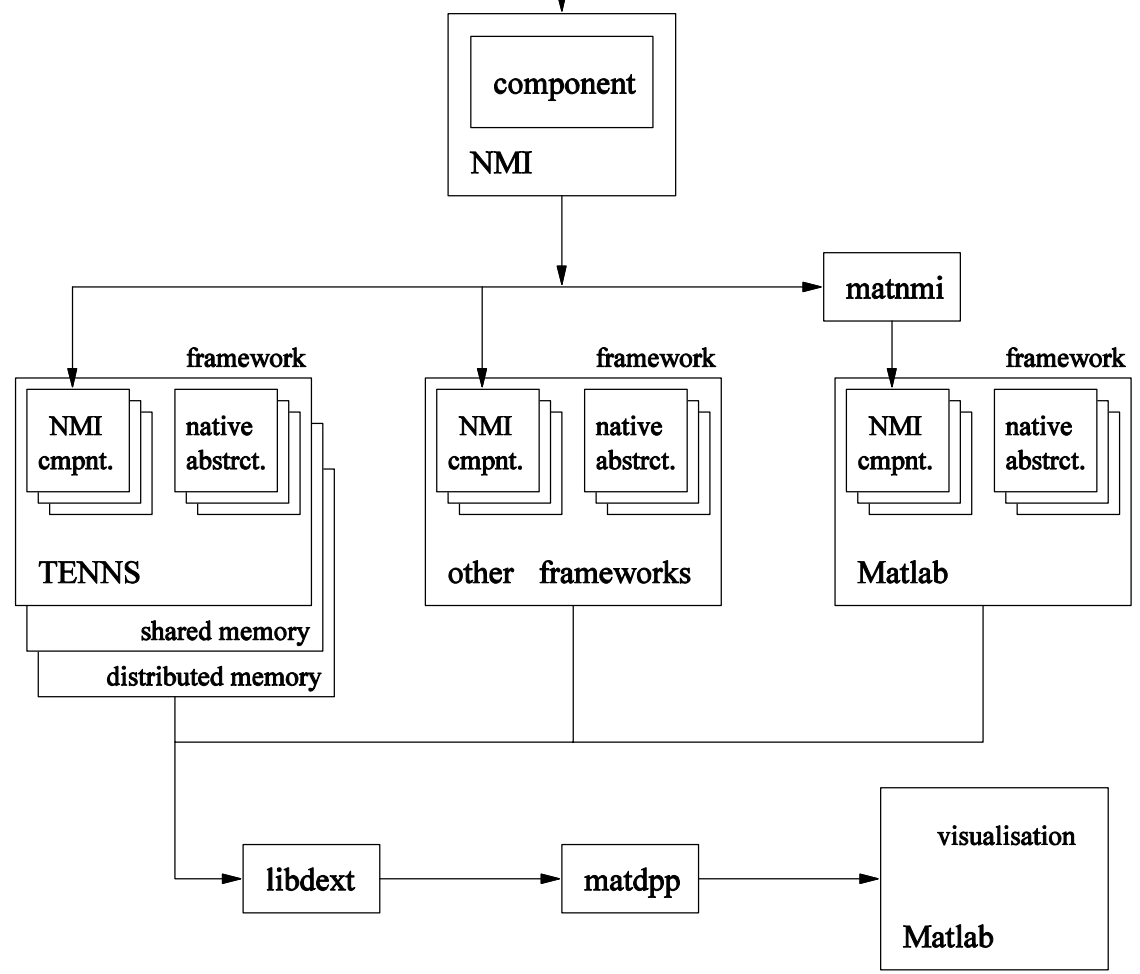 component
NMI
matnmi
framework
framework
framework
NMI
cmpnt.
native
abstrct.
NMI
cmpnt.
native
abstrct.
NMI
cmpnt.
native
abstrct.
TENNS
other frameworks
Matlab
shared memory
distributed memory
visualisation
libdext
matdpp
Matlab